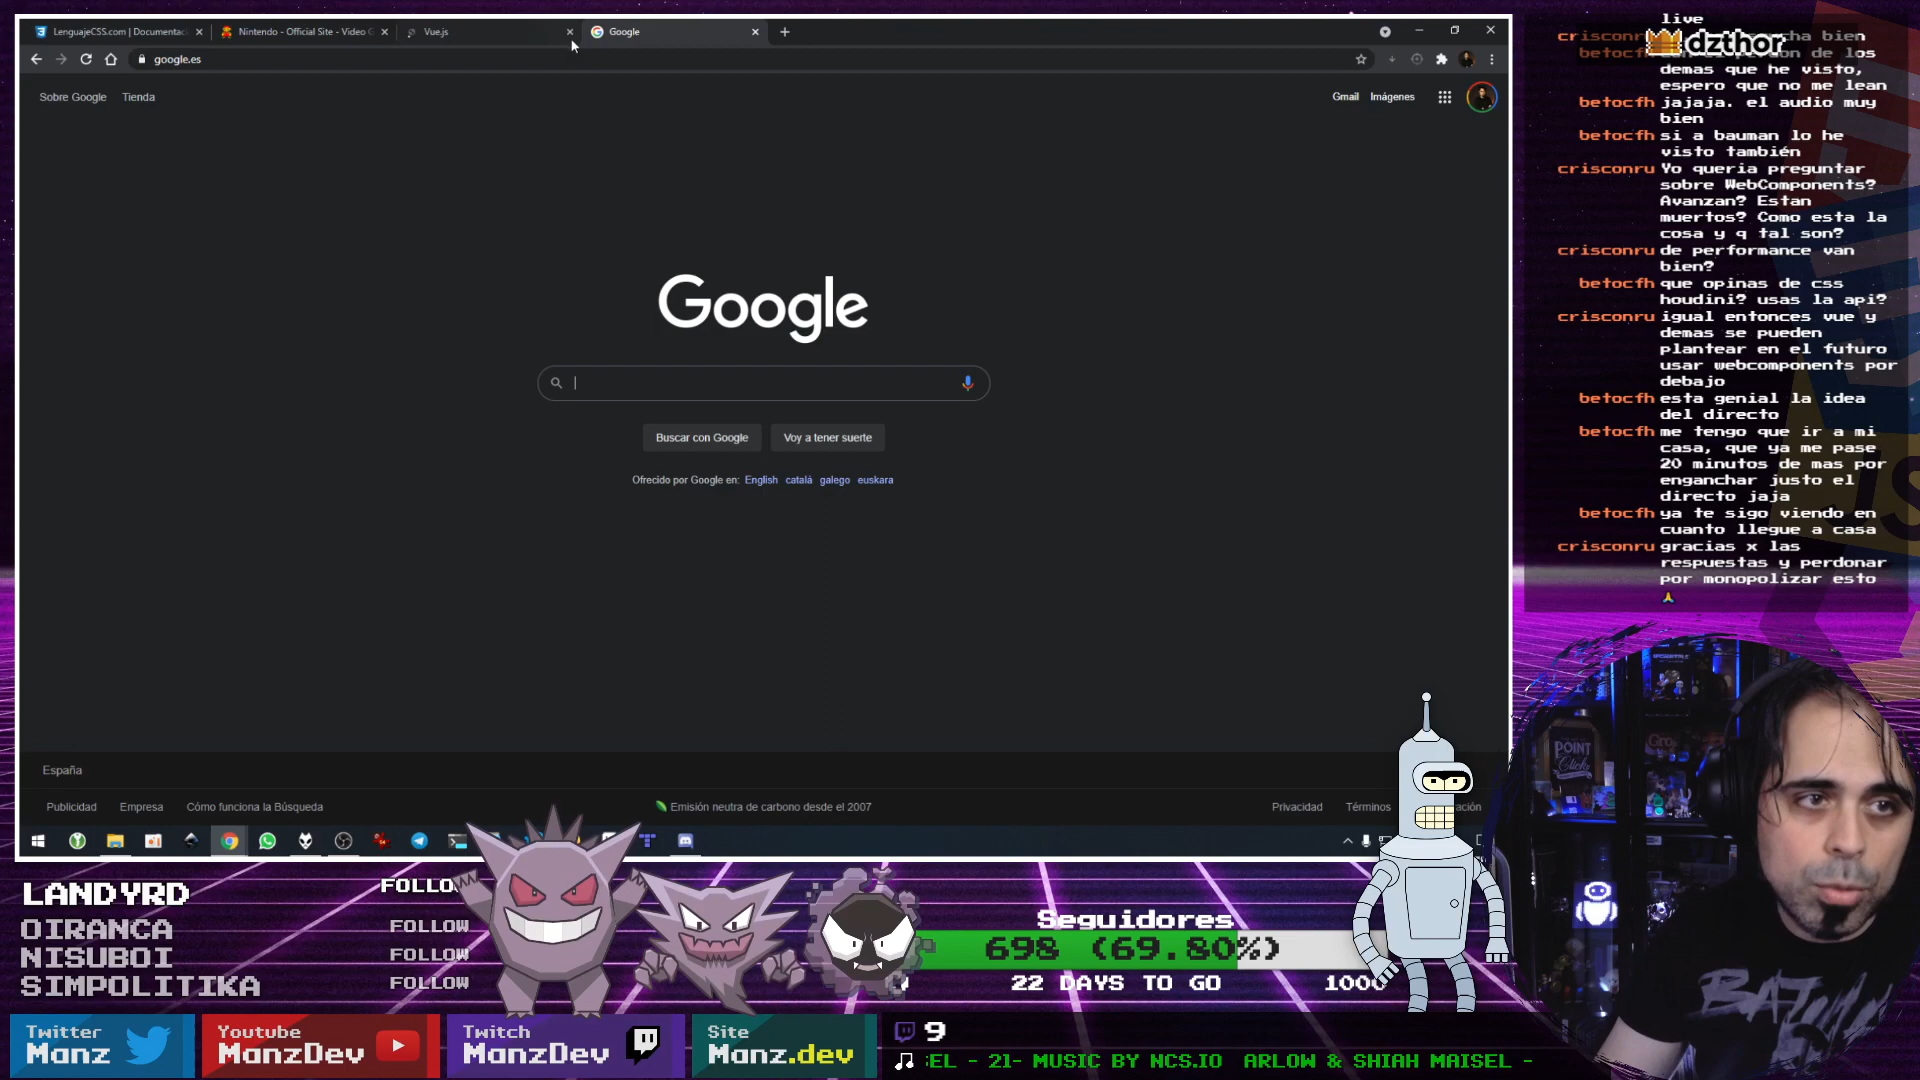 LenguajeCSS.com | Documentac
Nintendo - Official Site - Video G
Vue.js
Google
google.es
Sobre Google Tienda
Gmail Imágenes
Google
Buscar con Google
Voy a tener suerte
Ofrecido por Google en: English català galego euskara
España
Publicidad Empresa Cómo funciona la Búsqueda
Emisión neutra de carbono desde el 2007
Privacidad Términos
live
dzthor
betocfh
demas que he visto,
espero que no me lean
betocfh jajaja. el audio muy
bien
betocfh si a bauman lo he
visto también
crisconru Yo queria preguntar
sobre WebComponents?
Avanzan? Estan
muertos? Como esta la
cosa y q tal son?
crisconru de performance van
bien?
betocfh que opinas de css
houdini? usas la api?
crisconru igual entonces vue y
demas se pueden
plantear en el futuro
usar webcomponents por
debajo
betocfh esta genial la idea
del directo
betocfh me tengo que ir a mi
casa, que ya me pase
20 minutos de mas por
enganchar justo el
directo jaja
betocfh ya te sigo viendo en
cuanto llegue a casa
crisconru gracias x las
respuestas y perdonar
por monopolizar esto
POINT
Click
LANDYRD FOLLO
OIRANCA FOLLOW
NISUBOI FOLLOW
SIMPOLITIKA FOLLOW
Seguidores
698 (69.80%)
22 DAYS TO GO
1000
Twitter
Manz
Youtube
ManzDev
Twitch
ManzDev
Site
Manz.dev
9
EL - 21- MUSIC BY NCS.IO ARLOW & SHIAH MAISEL -